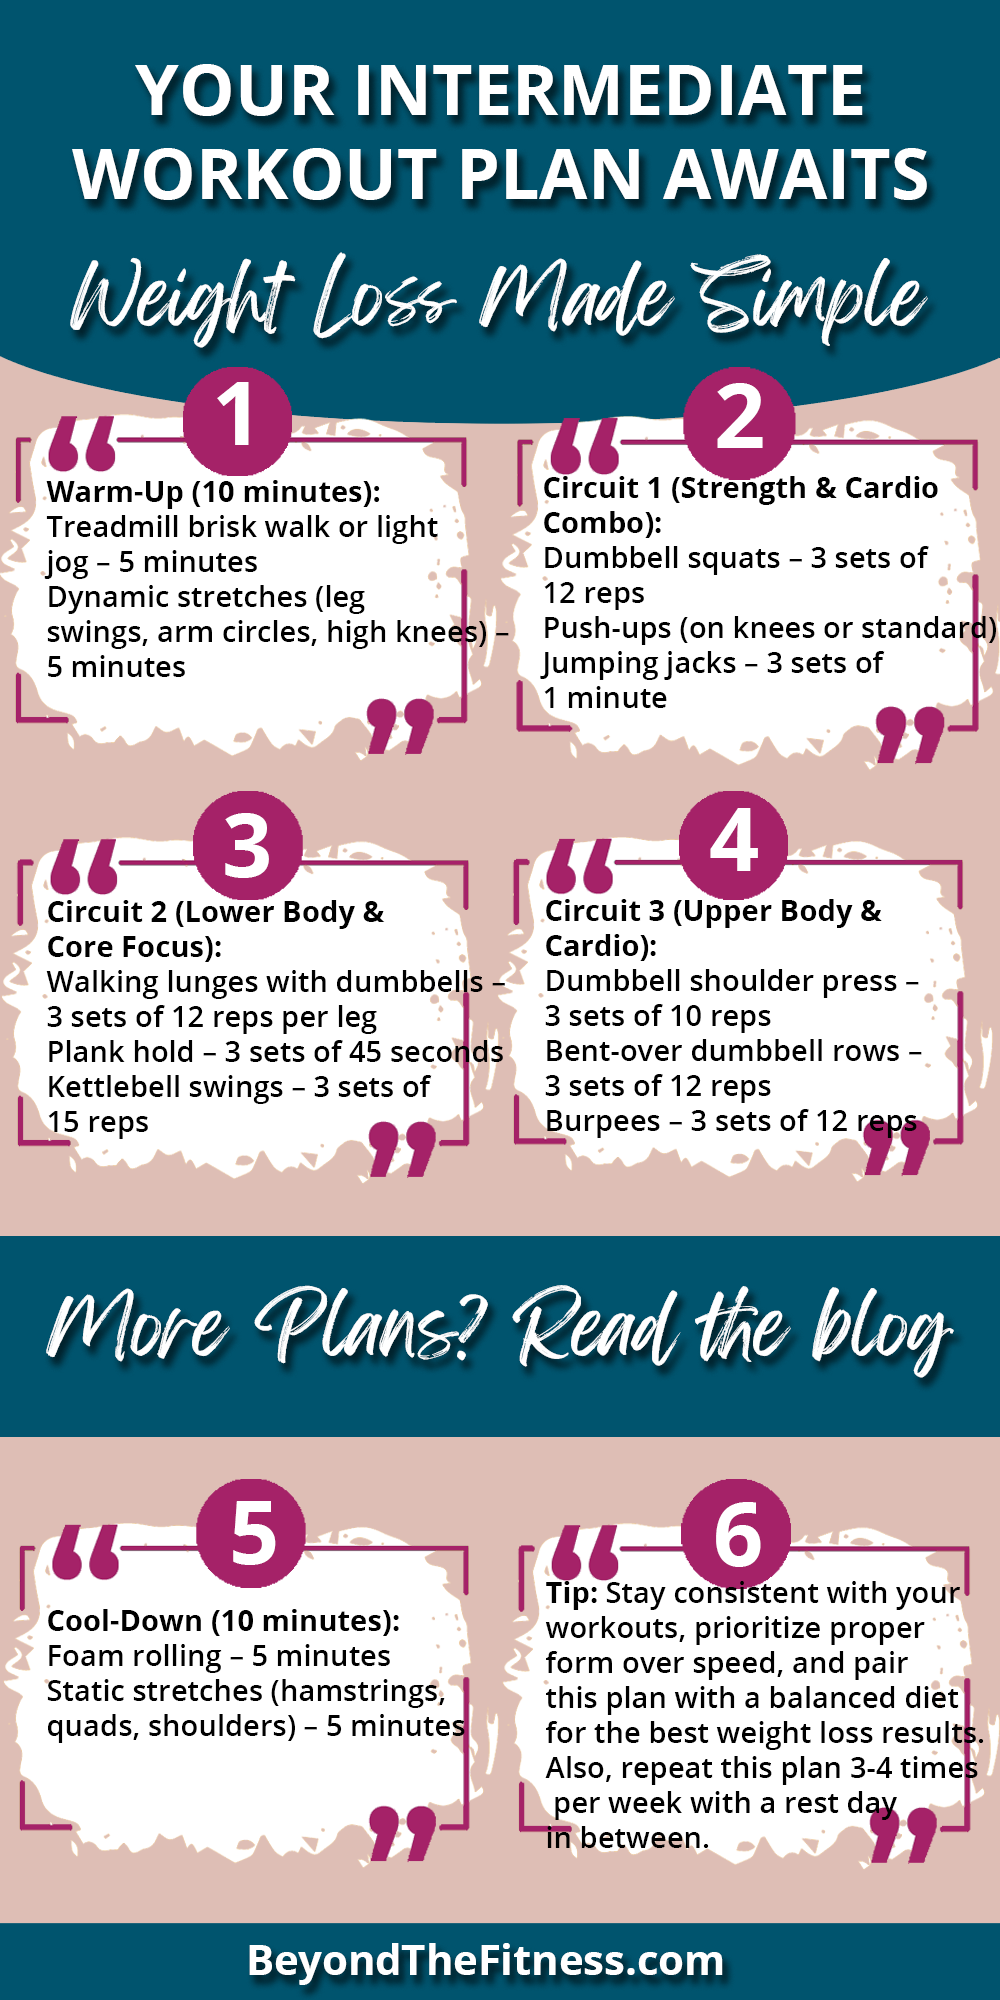 YOUR INTERMEDIATE
WORKOUT PLAN AWAITS
Weight Loss Made Simple
1
Warm-Up (10 minutes):
Treadmill brisk walk or light
jog – 5 minutes
Dynamic stretches (leg
swings, arm circles, high knees) –
5 minutes
2
Circuit 1 (Strength & Cardio
Combo):
Dumbbell squats – 3 sets of
12 reps
Push-ups (on knees or standard)
Jumping jacks – 3 sets of
1 minute
3
Circuit 2 (Lower Body &
Core Focus):
Walking lunges with dumbbells –
3 sets of 12 reps per leg
Plank hold – 3 sets of 45 seconds
Kettlebell swings – 3 sets of
15 reps
4
Circuit 3 (Upper Body &
Cardio):
Dumbbell shoulder press –
3 sets of 10 reps
Bent-over dumbbell rows –
3 sets of 12 reps
Burpees – 3 sets of 12 reps
More Plans? Read the blog
5
Cool-Down (10 minutes):
Foam rolling – 5 minutes
Static stretches (hamstrings,
quads, shoulders) – 5 minutes
6
Tip: Stay consistent with your
workouts, prioritize proper
form over speed, and pair
this plan with a balanced diet
for the best weight loss results.
Also, repeat this plan 3-4 times
per week with a rest day
in between.
BeyondTheFitness.com